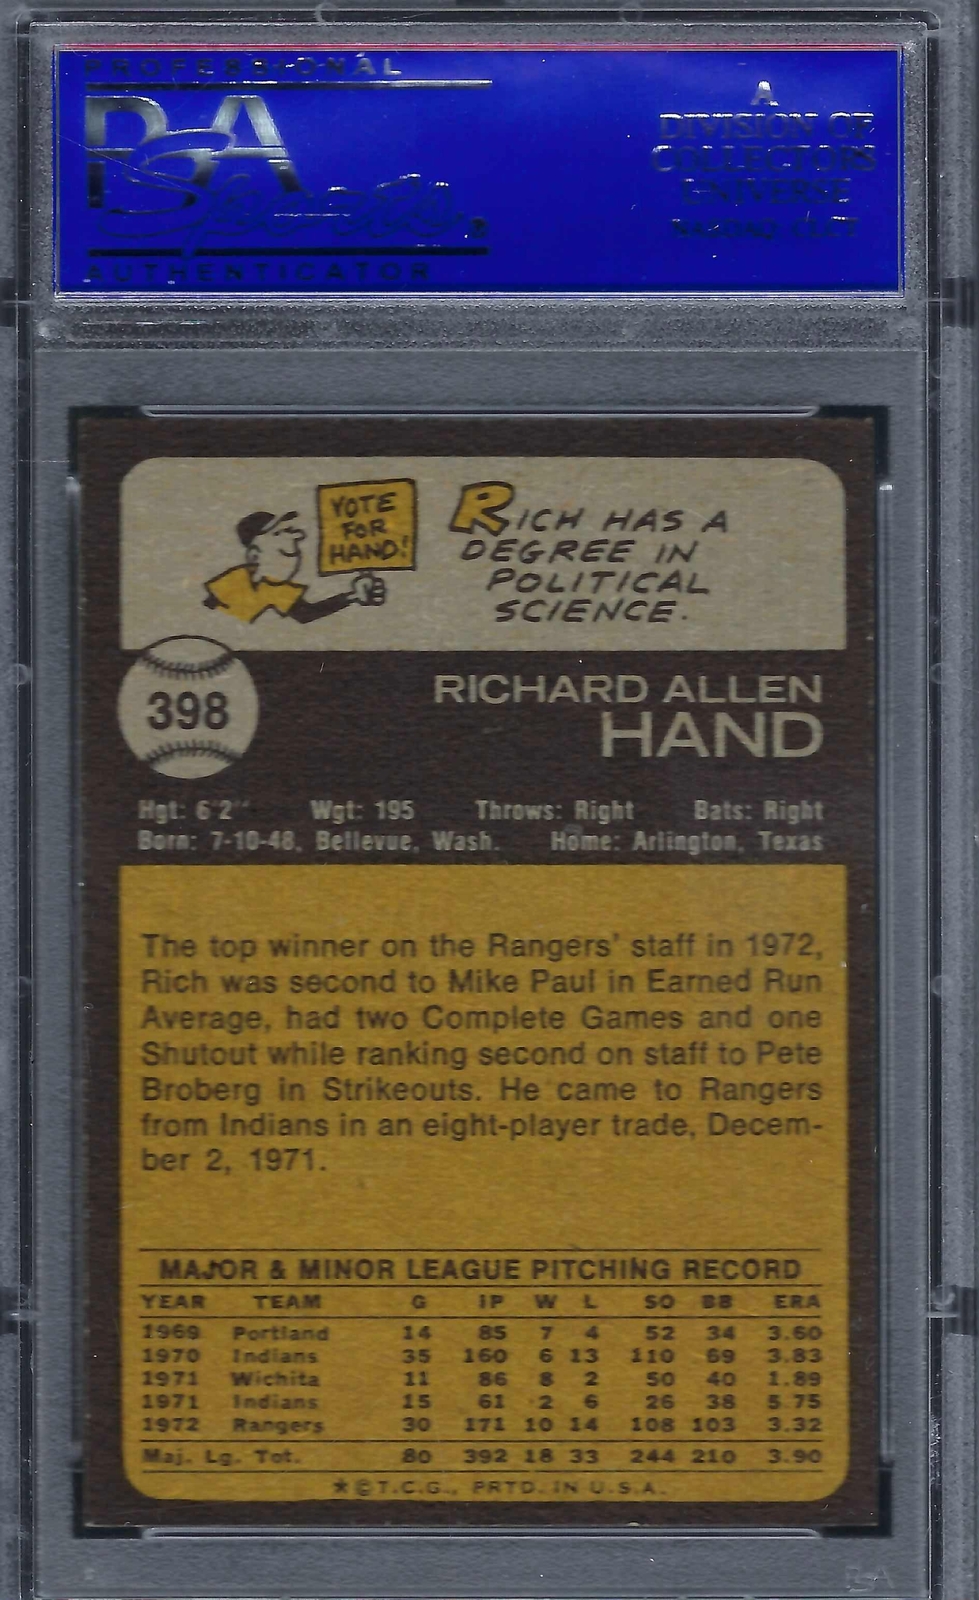 PROFESSIONAL
PSA
Sports
AUTHENTICATOR
A
DIVISION OF
COLLECTORS
UNIVERSE
NASDAQ: CLCT
VOTE
FOR
HAND!
RICH HAS A
DEGREE IN
POLITICAL
SCIENCE.
398
RICHARD ALLEN
HAND
Hgt: 6'2" Wgt: 195 Throws: Right Bats: Right
Born: 7-10-48, Bellevue, Wash. Home: Arlington, Texas
The top winner on the Rangers' staff in 1972,
Rich was second to Mike Paul in Earned Run
Average, had two Complete Games and one
Shutout while ranking second on staff to Pete
Broberg in Strikeouts. He came to Rangers
from Indians in an eight-player trade, Decem-
ber 2, 1971.
MAJOR & MINOR LEAGUE PITCHING RECORD
YEAR TEAM G IP W L SO BB ERA
1969 Portland 14 85 7 4 52 34 3.60
1970 Indians 35 160 6 13 110 69 3.83
1971 Wichita 11 86 8 2 50 40 1.89
1971 Indians 15 61 2 6 26 38 5.75
1972 Rangers 30 171 10 14 108 103 3.32
Maj. Lg. Tot. 80 392 18 33 244 210 3.90
*©T.C.G., PRTD. IN U.S.A.
PSA